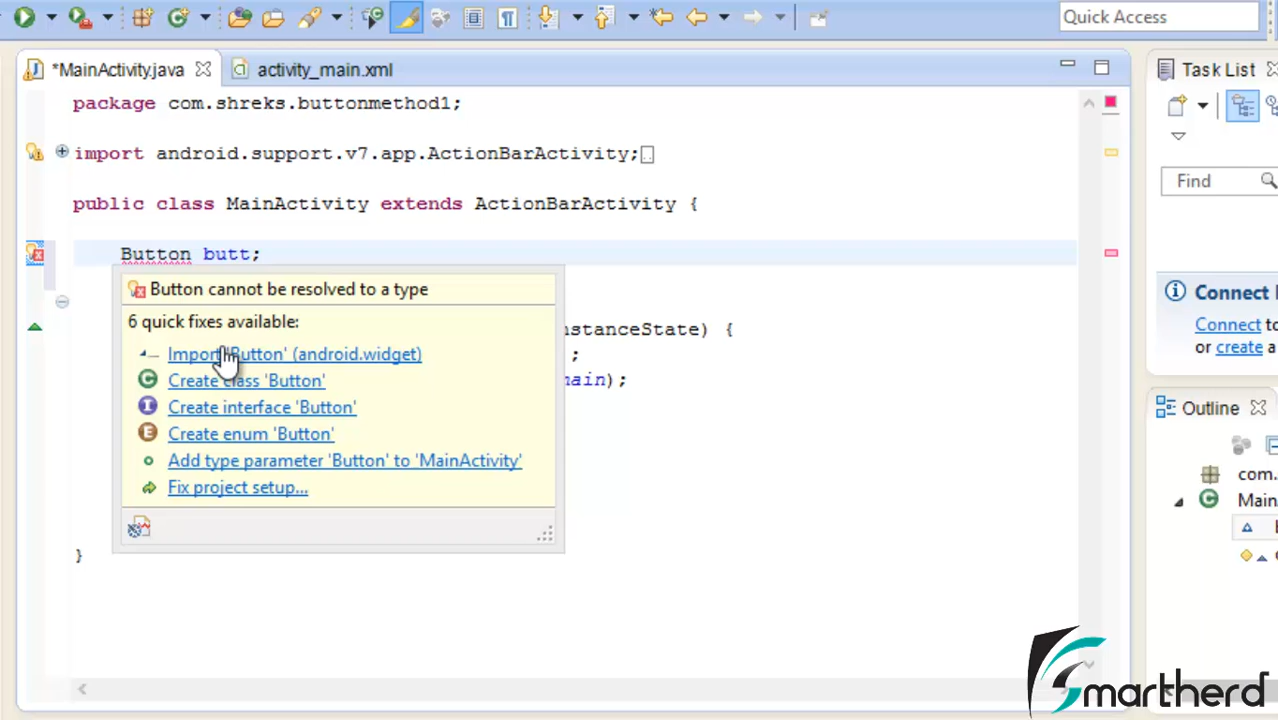 Quick Access
*MainActivity.java
activity_main.xml
Task List
package com.shreks.buttonmethod1;
import android.support.v7.app.ActionBarActivity;
Find
public class MainActivity extends ActionBarActivity {
Button butt;
Button cannot be resolved to a type
6 quick fixes available:
Import 'Button' (android.widget)
Create class 'Button'
Create interface 'Button'
Create enum 'Button'
Add type parameter 'Button' to 'MainActivity'
Fix project setup...
nstanceState) {
;
main);
}
Connect
Connect to
or create a
Outline
com.
Main
Smartherd